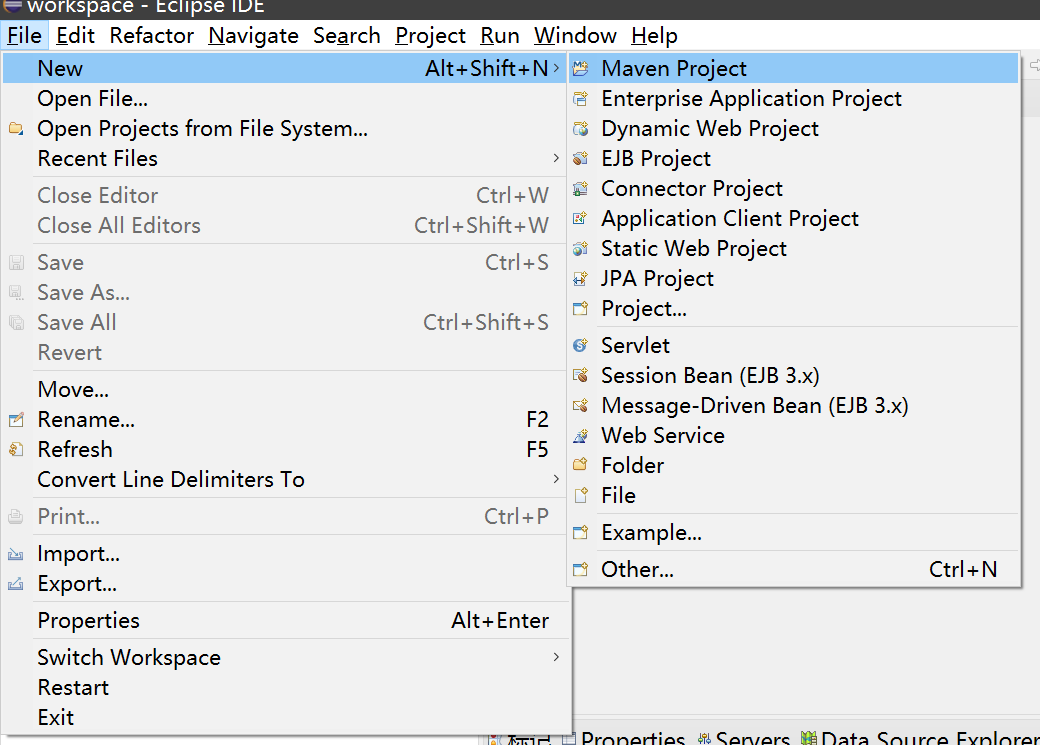 workspace - Eclipse IDE
File Edit Refactor Navigate Search Project Run Window Help
New Alt+Shift+N
Open File...
Open Projects from File System...
Recent Files
Close Editor Ctrl+W
Close All Editors Ctrl+Shift+W
Save Ctrl+S
Save As...
Save All Ctrl+Shift+S
Revert
Move...
Rename... F2
Refresh F5
Convert Line Delimiters To
Print... Ctrl+P
Import...
Export...
Properties Alt+Enter
Switch Workspace
Restart
Exit
Maven Project
Enterprise Application Project
Dynamic Web Project
EJB Project
Connector Project
Application Client Project
Static Web Project
JPA Project
Project...
Servlet
Session Bean (EJB 3.x)
Message-Driven Bean (EJB 3.x)
Web Service
Folder
File
Example...
Other... Ctrl+N
标记 Properties Servers Data Source Explorer